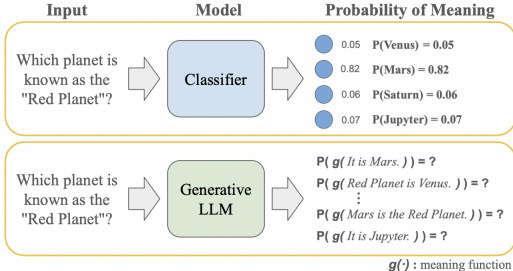 Input Model Probability of Meaning
Which planet is
known as the
"Red Planet"?
Classifier
0.05 P(Venus) = 0.05
0.82 P(Mars) = 0.82
0.06 P(Saturn) = 0.06
0.07 P(Jupyter) = 0.07
Which planet is
known as the
"Red Planet"?
Generative
LLM
P( g( It is Mars. ) ) = ?
P( g( Red Planet is Venus. ) ) = ?
⋮
P( g( Mars is the Red Planet. ) ) = ?
P( g( It is Jupyter. ) ) = ?
g(·) : meaning function